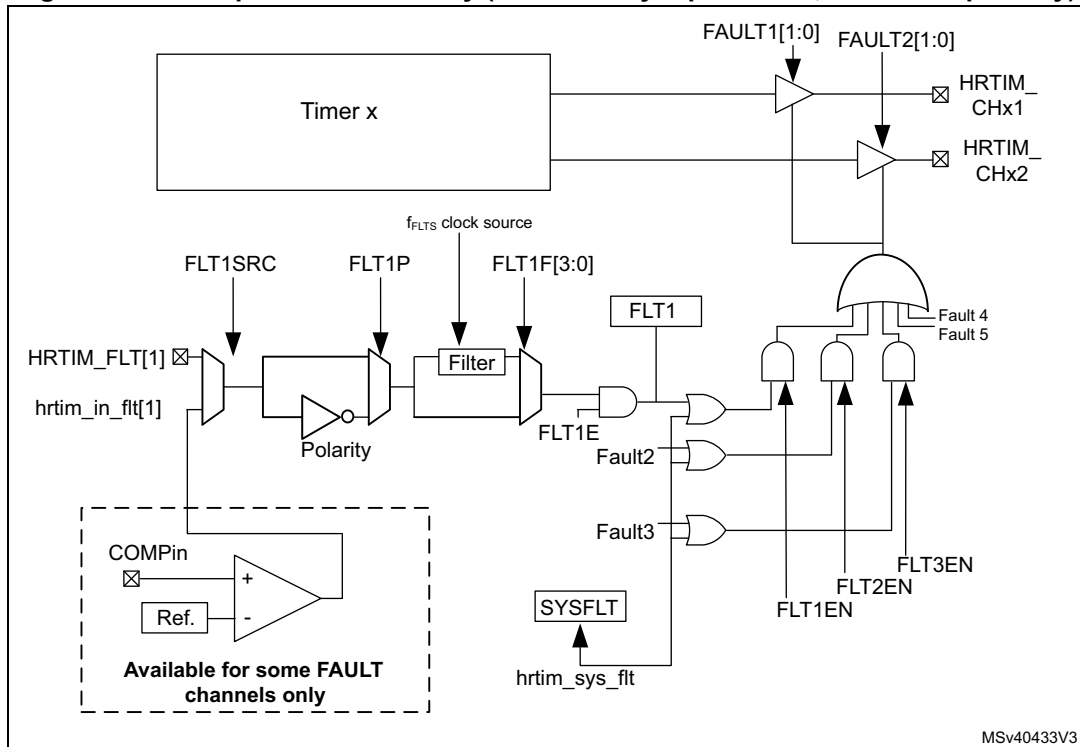 FAULT1[1:0]
FAULT2[1:0]
Timer x
HRTIM_
CHx1
HRTIM_
CHx2
fFLTS clock source
FLT1SRC
FLT1P
FLT1F[3:0]
FLT1
Fault 4
Fault 5
HRTIM_FLT[1]
Filter
hrtim_in_flt[1]
Polarity
FLT1E
Fault2
Fault3
COMPin
+
Ref.
-
Available for some FAULT
channels only
SYSFLT
hrtim_sys_flt
FLT3EN
FLT2EN
FLT1EN
MSv40433V3